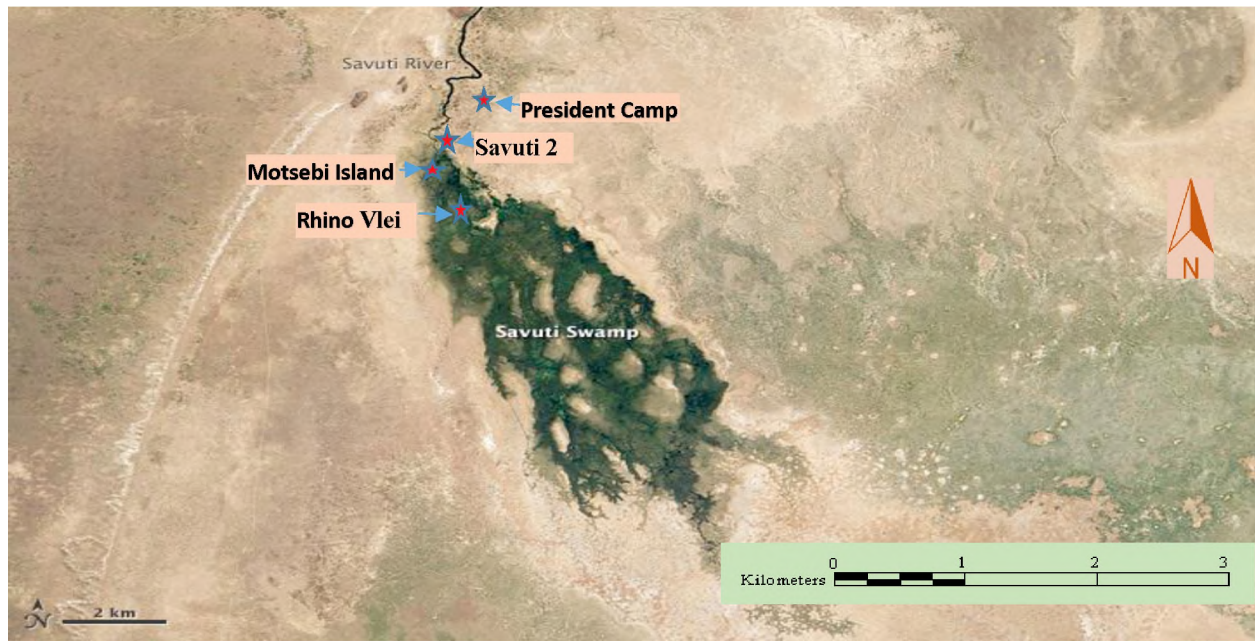 Savuti River
President Camp
Savuti 2
Motsebi Island
Rhino Vlei
N
Savuti Swamp
0 1 2 3
Kilometers
N 2 km